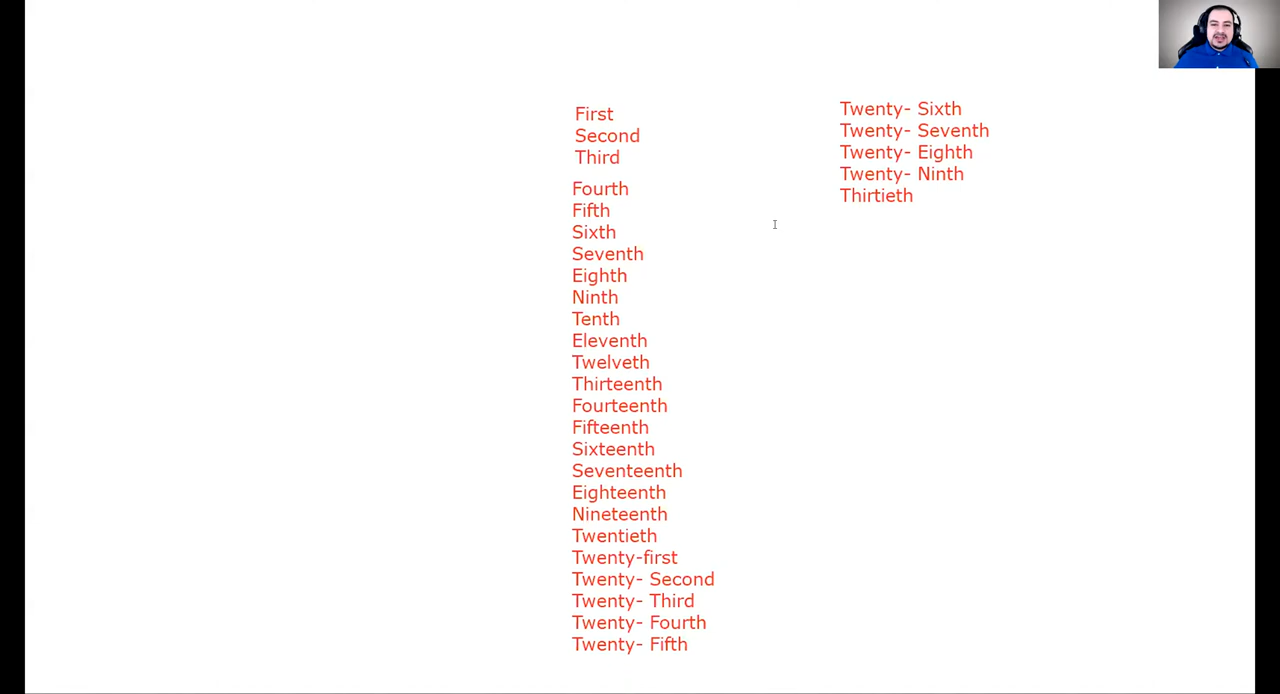 First
Second
Third
Fourth
Fifth
Sixth
Seventh
Eighth
Ninth
Tenth
Eleventh
Twelveth
Thirteenth
Fourteenth
Fifteenth
Sixteenth
Seventeenth
Eighteenth
Nineteenth
Twentieth
Twenty-first
Twenty- Second
Twenty- Third
Twenty- Fourth
Twenty- Fifth
Twenty- Sixth
Twenty- Seventh
Twenty- Eighth
Twenty- Ninth
Thirtieth